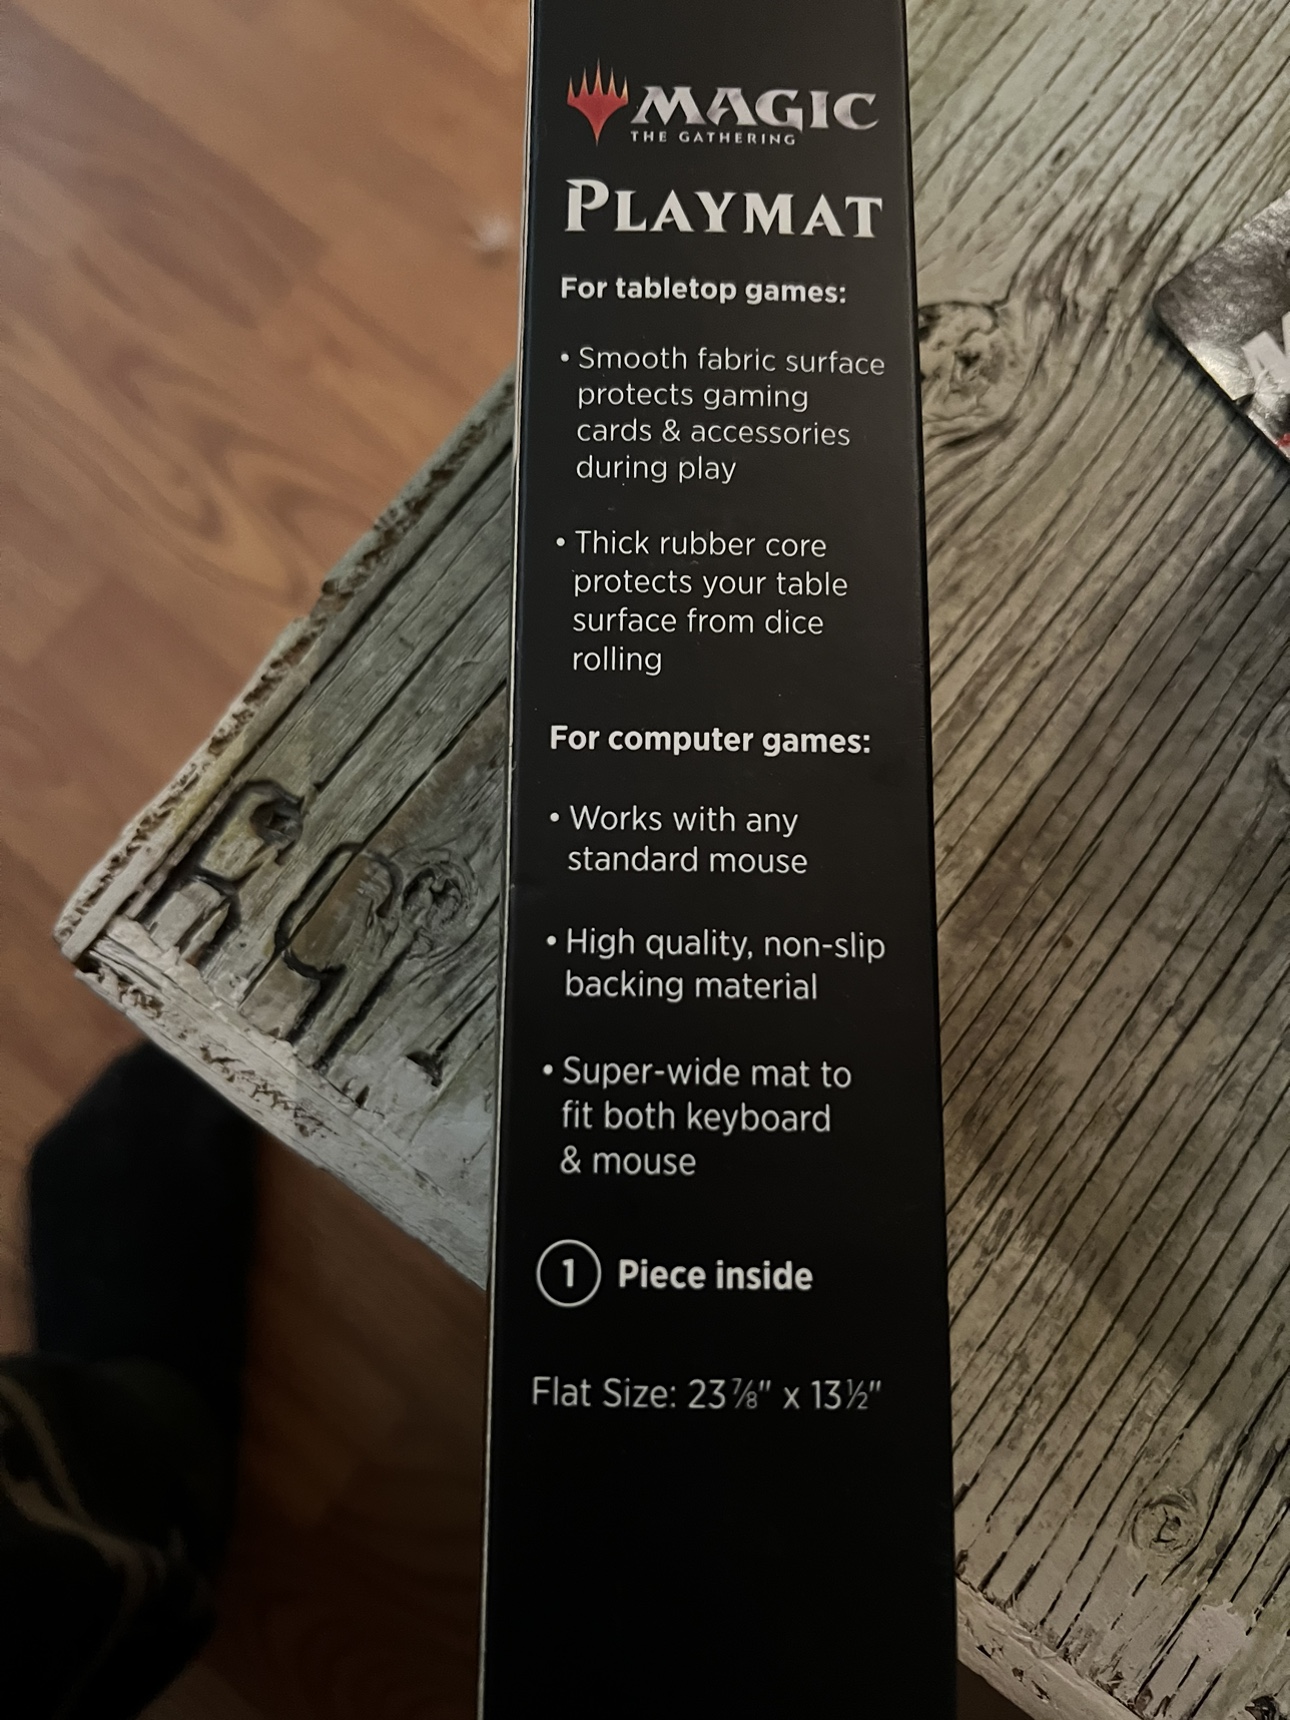 MAGIC
THE GATHERING
PLAYMAT
For tabletop games:
• Smooth fabric surface
protects gaming
cards & accessories
during play
• Thick rubber core
protects your table
surface from dice
rolling
For computer games:
• Works with any
standard mouse
• High quality, non-slip
backing material
• Super-wide mat to
fit both keyboard
& mouse
1 Piece inside
Flat Size: 23⅞" x 13½"